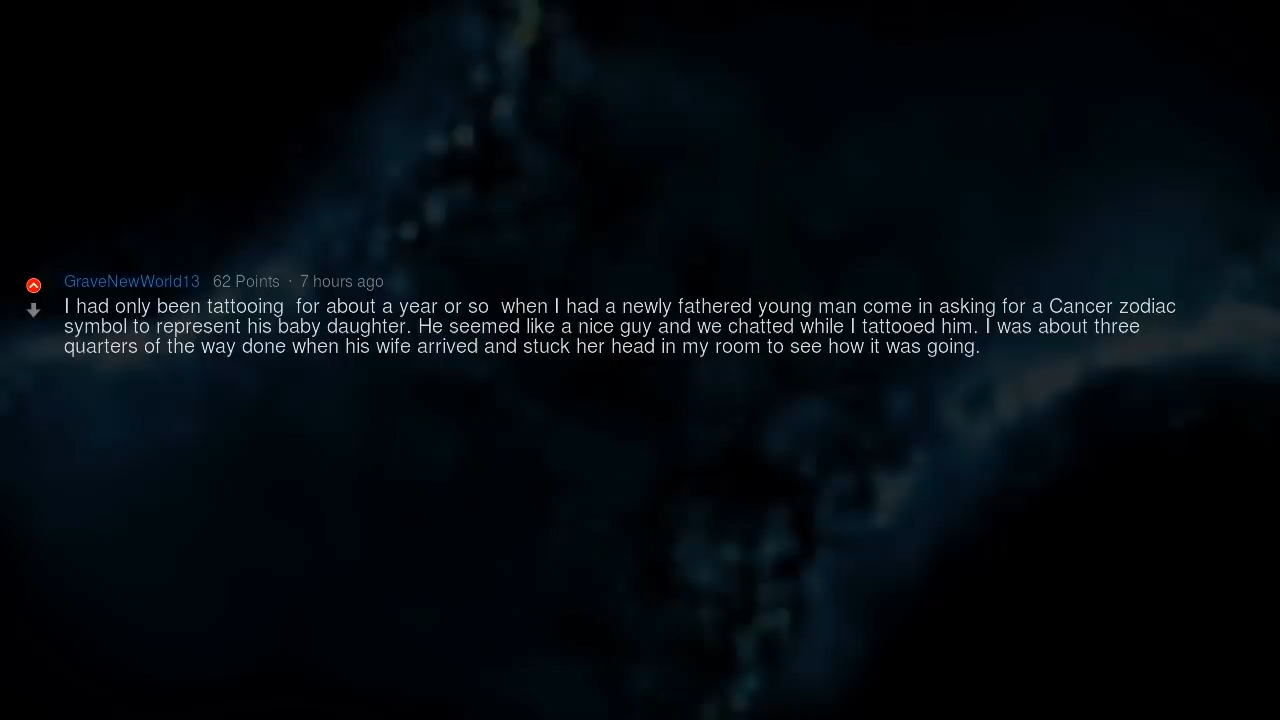 GraveNewWorld13 62 Points · 7 hours ago
I had only been tattooing  for about a year or so  when I had a newly fathered young man come in asking for a Cancer zodiac
symbol to represent his baby daughter. He seemed like a nice guy and we chatted while I tattooed him. I was about three
quarters of the way done when his wife arrived and stuck her head in my room to see how it was going.